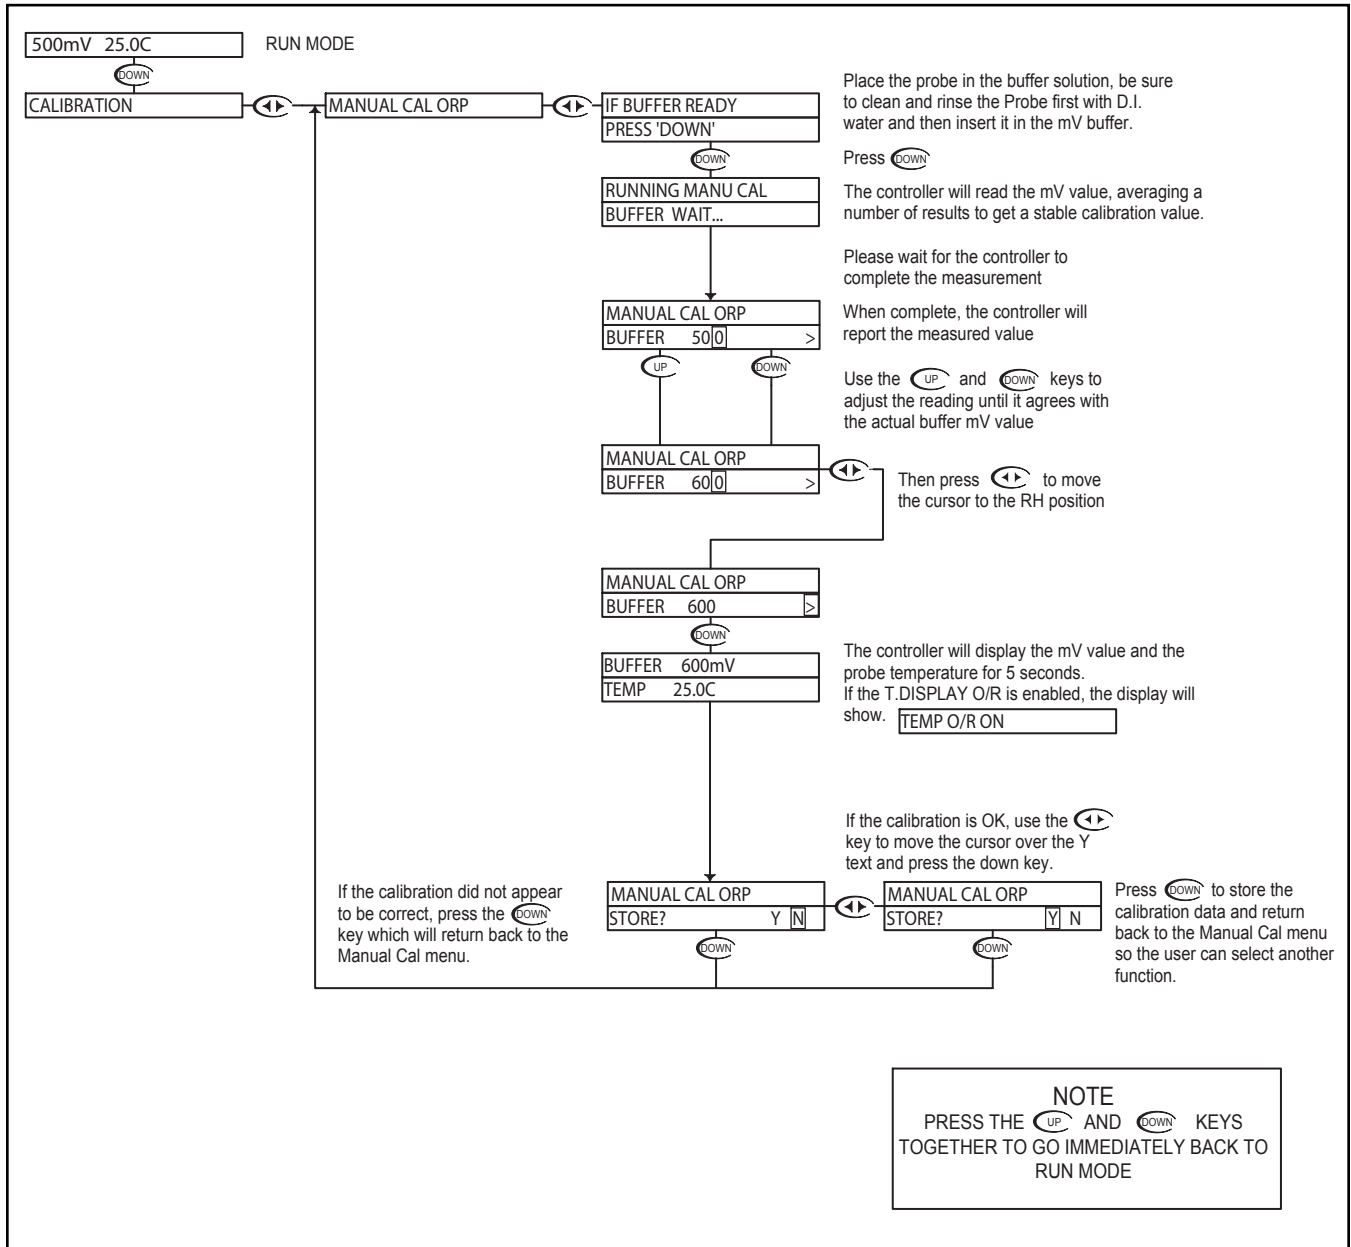 500mV 25.0C
RUN MODE
DOWN
CALIBRATION
MANUAL CAL ORP
IF BUFFER READY
PRESS 'DOWN'
Place the probe in the buffer solution, be sure
to clean and rinse the Probe first with D.I.
water and then insert it in the mV buffer.
DOWN
Press DOWN
RUNNING MANU CAL
BUFFER WAIT...
The controller will read the mV value, averaging a
number of results to get a stable calibration value.
Please wait for the controller to
complete the measurement
MANUAL CAL ORP
BUFFER 500 >
When complete, the controller will
report the measured value
UP
DOWN
Use the UP and DOWN keys to
adjust the reading until it agrees with
the actual buffer mV value
MANUAL CAL ORP
BUFFER 600 >
Then press to move
the cursor to the RH position
MANUAL CAL ORP
BUFFER 600 >
DOWN
BUFFER 600mV
TEMP 25.0C
The controller will display the mV value and the
probe temperature for 5 seconds.
If the T.DISPLAY O/R is enabled, the display will
show. TEMP O/R ON
If the calibration is OK, use the
key to move the cursor over the Y
text and press the down key.
If the calibration did not appear
to be correct, press the DOWN
key which will return back to the
Manual Cal menu.
MANUAL CAL ORP
STORE? Y N
DOWN
MANUAL CAL ORP
STORE? Y N
DOWN
Press DOWN to store the
calibration data and return
back to the Manual Cal menu
so the user can select another
function.
NOTE
PRESS THE UP AND DOWN KEYS
TOGETHER TO GO IMMEDIATELY BACK TO
RUN MODE